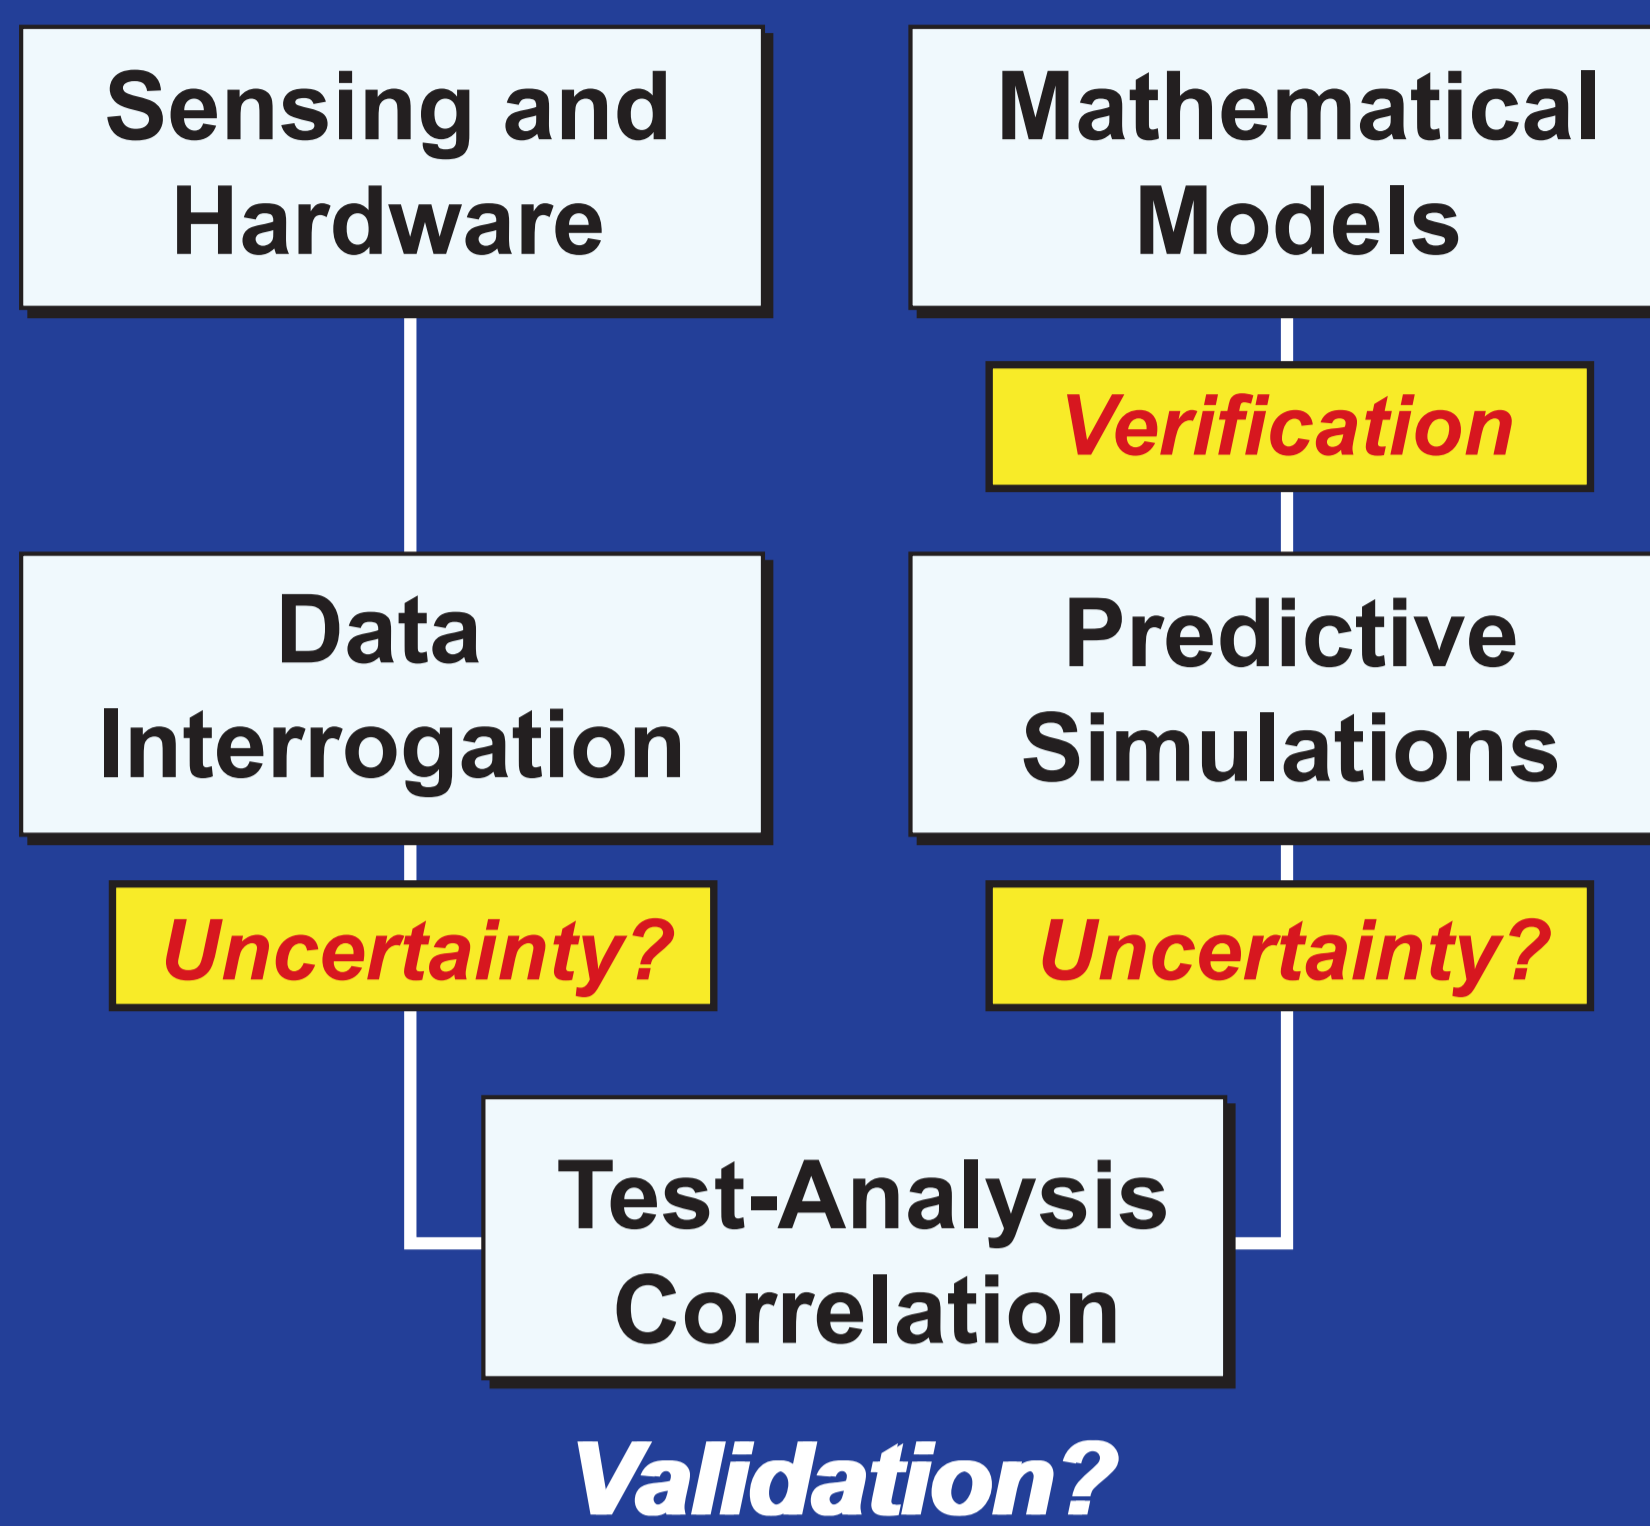 Sensing and
Hardware
Mathematical
Models
Verification
Data
Interrogation
Predictive
Simulations
Uncertainty?
Uncertainty?
Test-Analysis
Correlation
Validation?